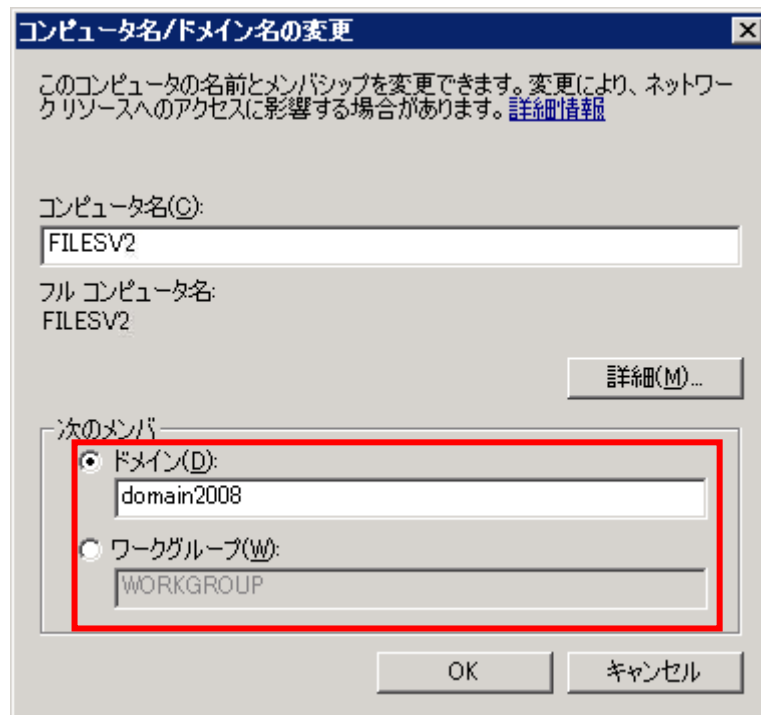 コンピュータ名/ドメイン名の変更
このコンピュータの名前とメンバシップを変更できます。変更により、ネットワー
クリソースへのアクセスに影響する場合があります。詳細情報
コンピュータ名(C):
FILESV2
フル コンピュータ名:
FILESV2
詳細(M)...
次のメンバ
ドメイン(D):
domain2008
ワークグループ(W):
WORKGROUP
OK
キャンセル